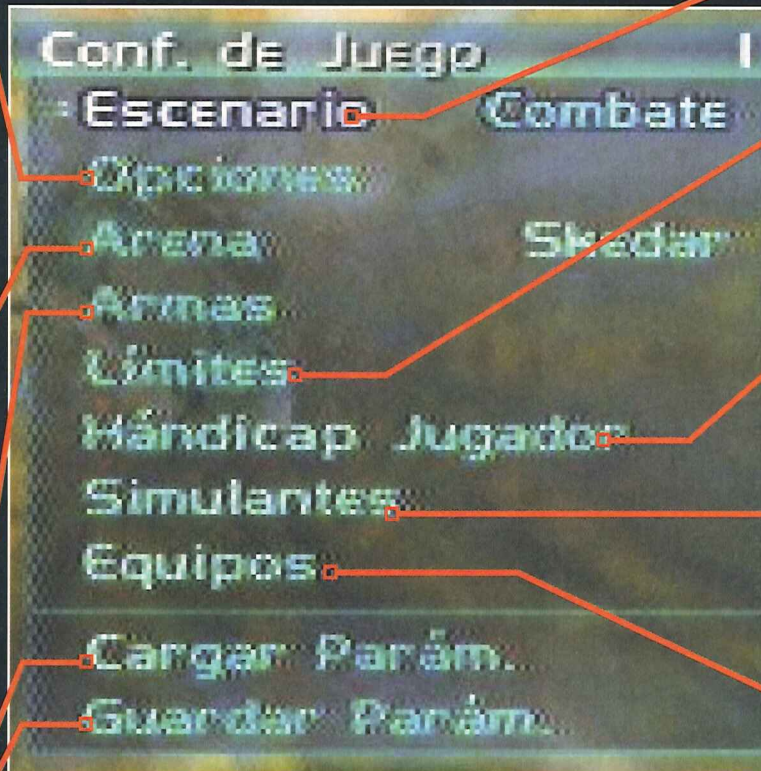 Conf. de Juego
Escenario Combate
Opciones
Arena Skedar
Armas
Límites
Hándicap Jugador
Simulantes
Equipos
Cargar Parám.
Guardar Parám.